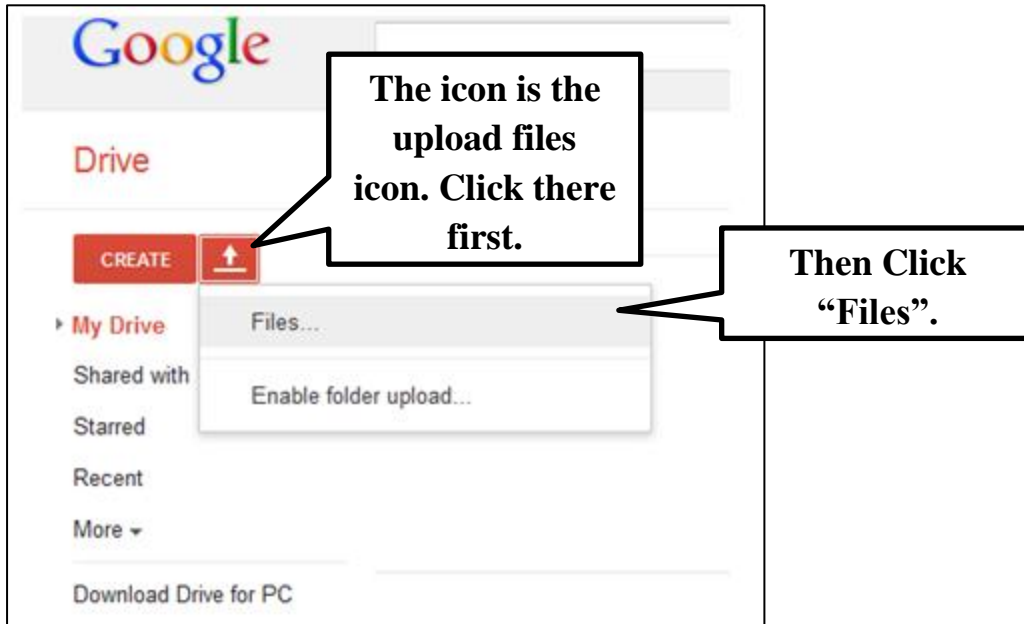 Google
The icon is the
upload files
icon. Click there
first.
Drive
CREATE
Then Click
“Files”.
My Drive
Files...
Shared with
Enable folder upload...
Starred
Recent
More
Download Drive for PC